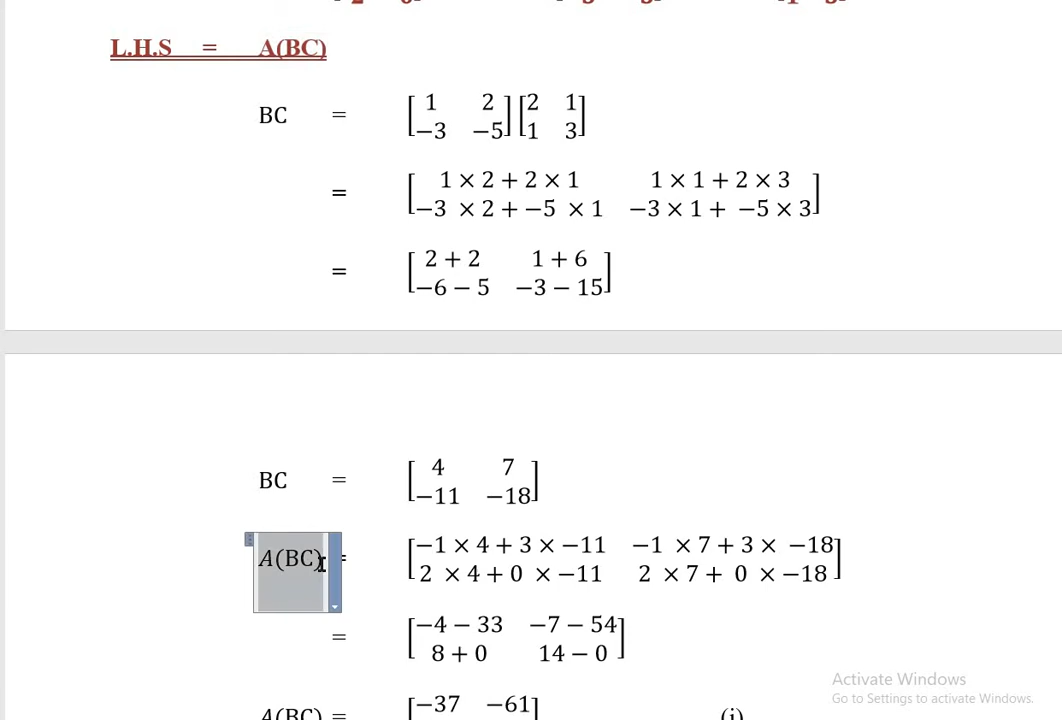 L.H.S = A(BC)
BC = [1 2 −3 −5] [2 1 1 3]
= [1 × 2 + 2 × 1 1 × 1 + 2 × 3
−3 × 2 + −5 × 1 −3 × 1 + −5 × 3]
= [2 + 2 1 + 6
−6 − 5 −3 − 15]
BC = [4 7
−11 −18]
A(BC) = [−1 × 4 + 3 × −11 −1 × 7 + 3 × −18
2 × 4 + 0 × −11 2 × 7 + 0 × −18]
= [−4 − 33 −7 − 54
8 + 0 14 − 0]
Activate Windows
Go to Settings to activate Windows.
A(BC) = [−37 −61] (i)